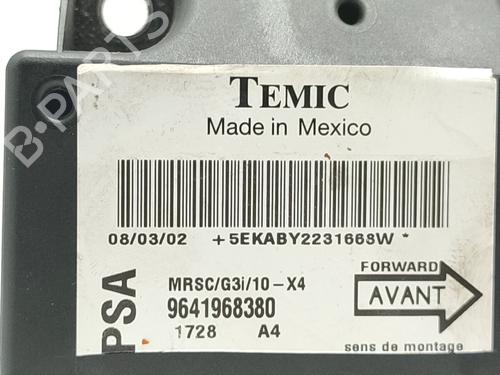 B-PARTS
TEMIC
Made in Mexico
08/03/02 +5EKABY2231668W*
PSA
MRSC/G3i/10-X4
9641968380
1728 A4
FORWARD
AVANT
sens de montage